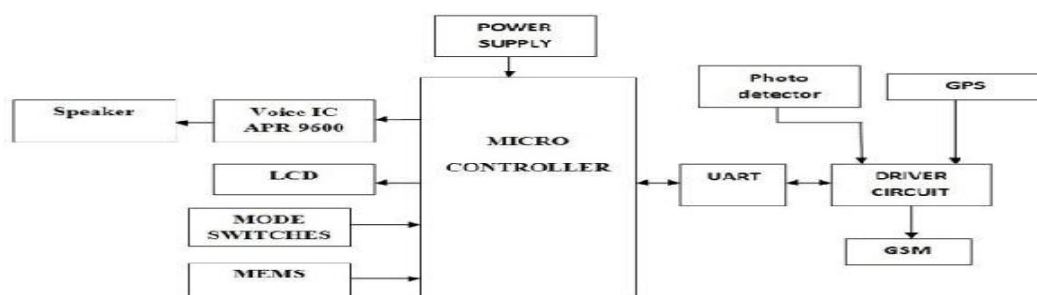 POWER
SUPPLY
Photo
detector
GPS
Speaker
Voice IC
APR 9600
MICRO
CONTROLLER
LCD
UART
DRIVER
CIRCUIT
MODE
SWITCHES
GSM
MEMS